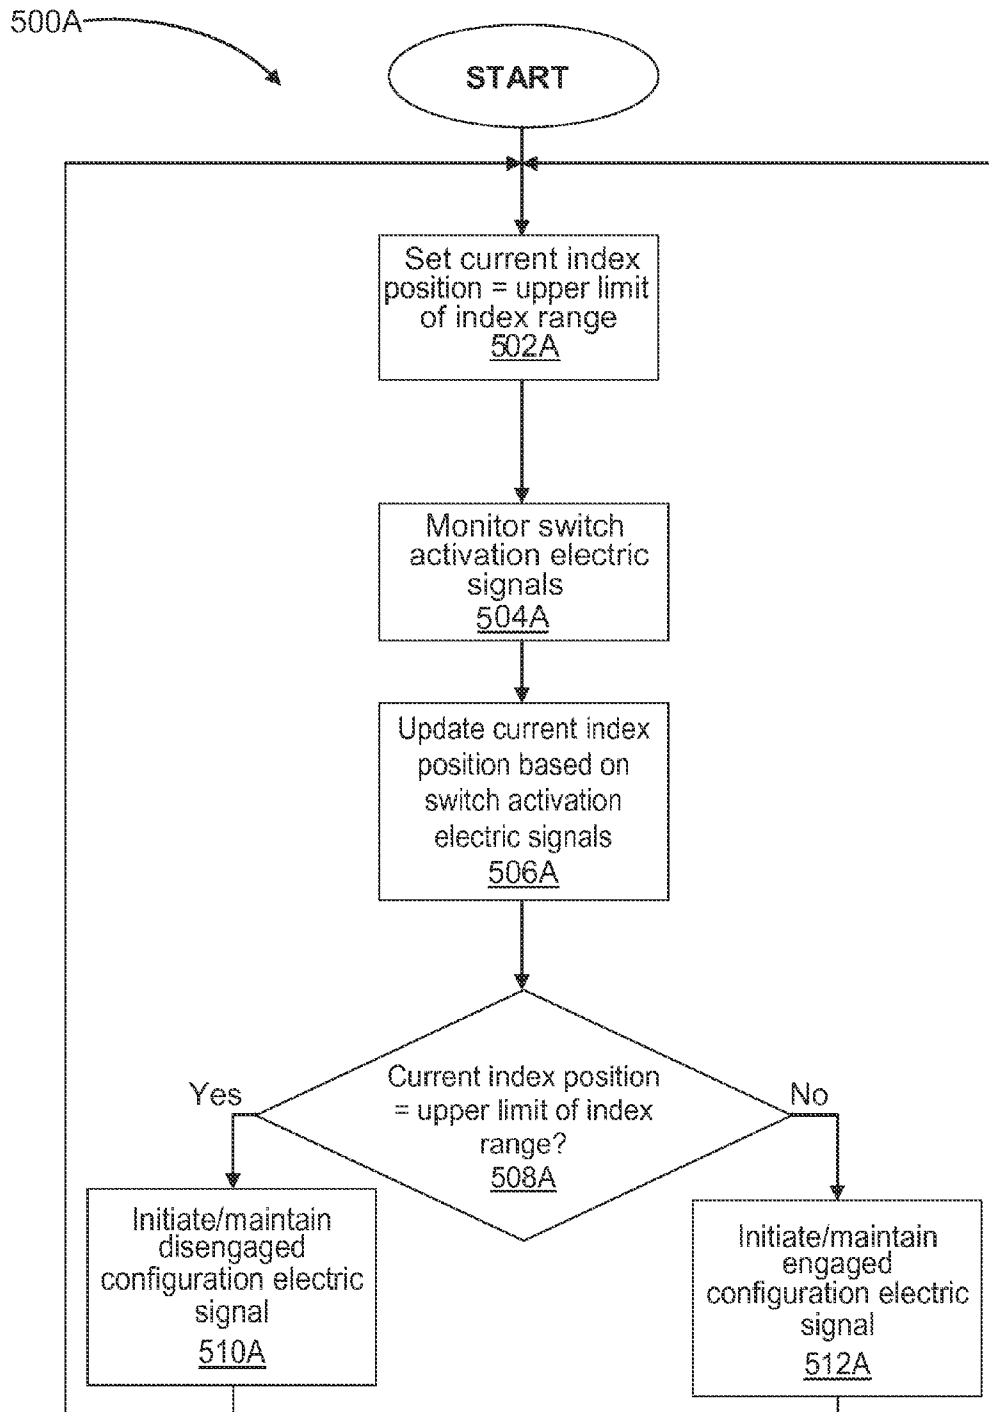 500A
START
Set current index
position = upper limit
of index range
502A
Monitor switch
activation electric
signals
504A
Update current index
position based on
switch activation
electric signals
506A
Current index position
= upper limit of index
range?
508A
Yes
No
Initiate/maintain
disengaged
configuration electric
signal
510A
Initiate/maintain
engaged
configuration electric
signal
512A